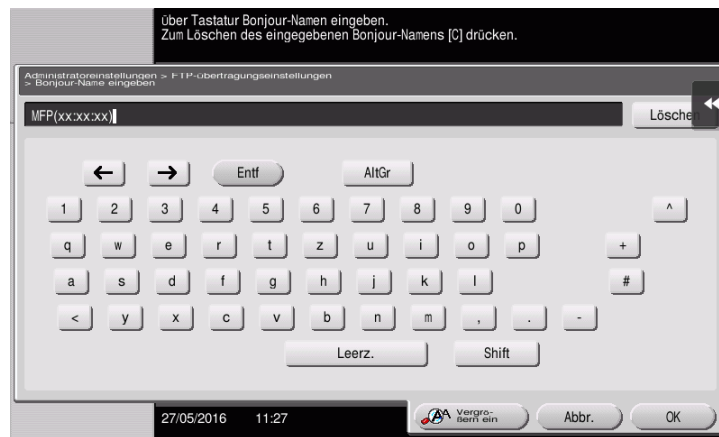 über Tastatur Bonjour-Namen eingeben.
Zum Löschen des eingegebenen Bonjour-Namens [C] drücken.
Administratoreinstellungen > FTP-übertragungseinstellungen
> Bonjour-Name eingeben
MFP(xx:xx:xx)
Lösche
← → Entf AltGr
1 2 3 4 5 6 7 8 9 0 ^
q w e r t z u i o p +
a s d f g h j k l #
< y x c v b n m , . -
Leerz. Shift
27/05/2016 11:27
AA Vergrö-
ßern ein
Abbr. OK